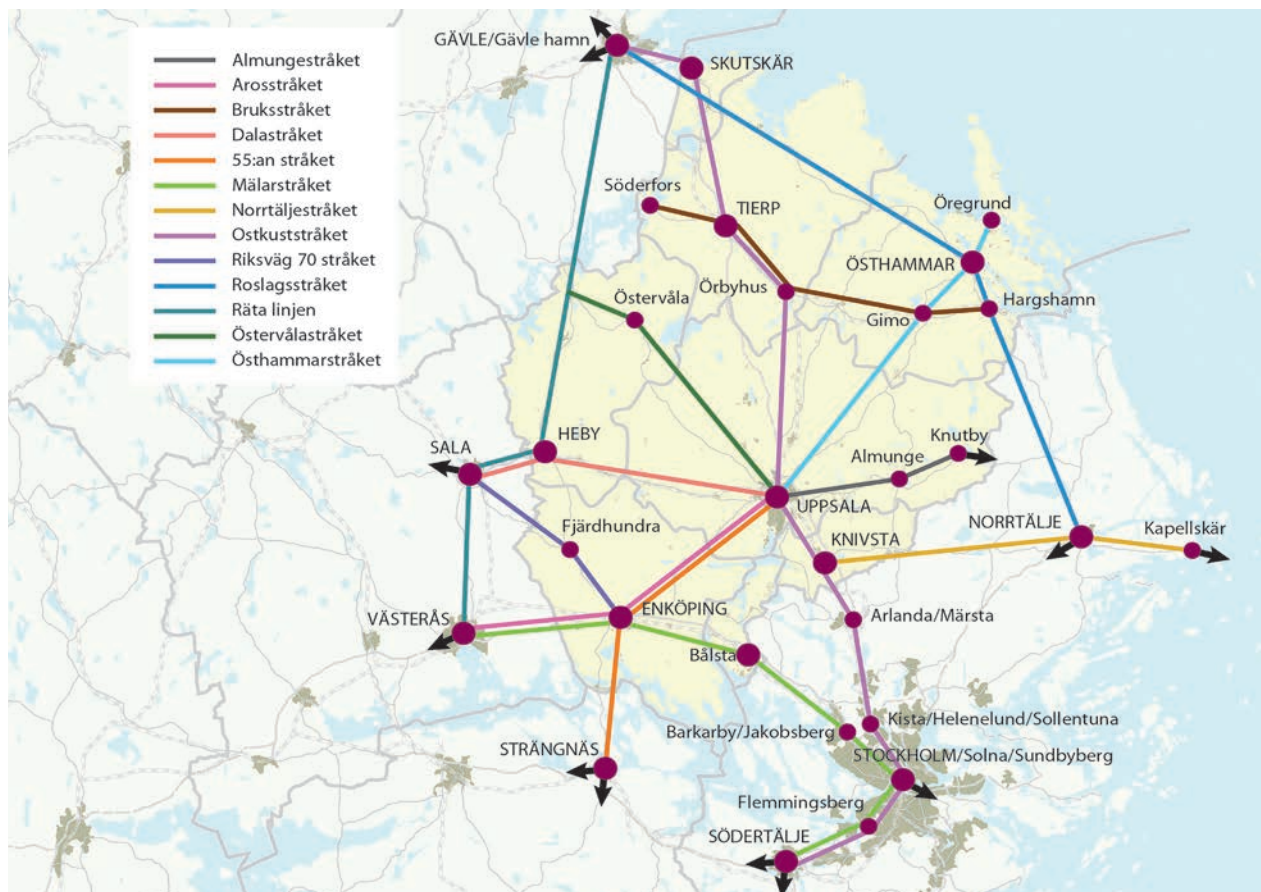 Almungestråket
Arosstråket
Bruksstråket
Dalastråket
55:an stråket
Mälarstråket
Norrtäljestråket
Ostkuststråket
Riksväg 70 stråket
Roslagsstråket
Räta linjen
Östervålastråket
Östhammarstråket
GÄVLE/Gävle hamn
SKUTSKÄR
Söderfors
TIERP
Öregrund
ÖSTHAMMAR
Örbyhus
Östervåla
Hargshamn
Gimo
HEBY
SALA
Knutby
Almunge
UPPSALA
NORRTÄLJE
Kapellskär
Fjärdhundra
KNIVSTA
ENKÖPING
VÄSTERÅS
Arlanda/Märsta
Bålsta
Kista/Helenelund/Sollentuna
Barkarby/Jakobsberg
STRÄNGNÄS
STOCKHOLM/Solna/Sundbyberg
Flemmingsberg
SÖDERTÄLJE